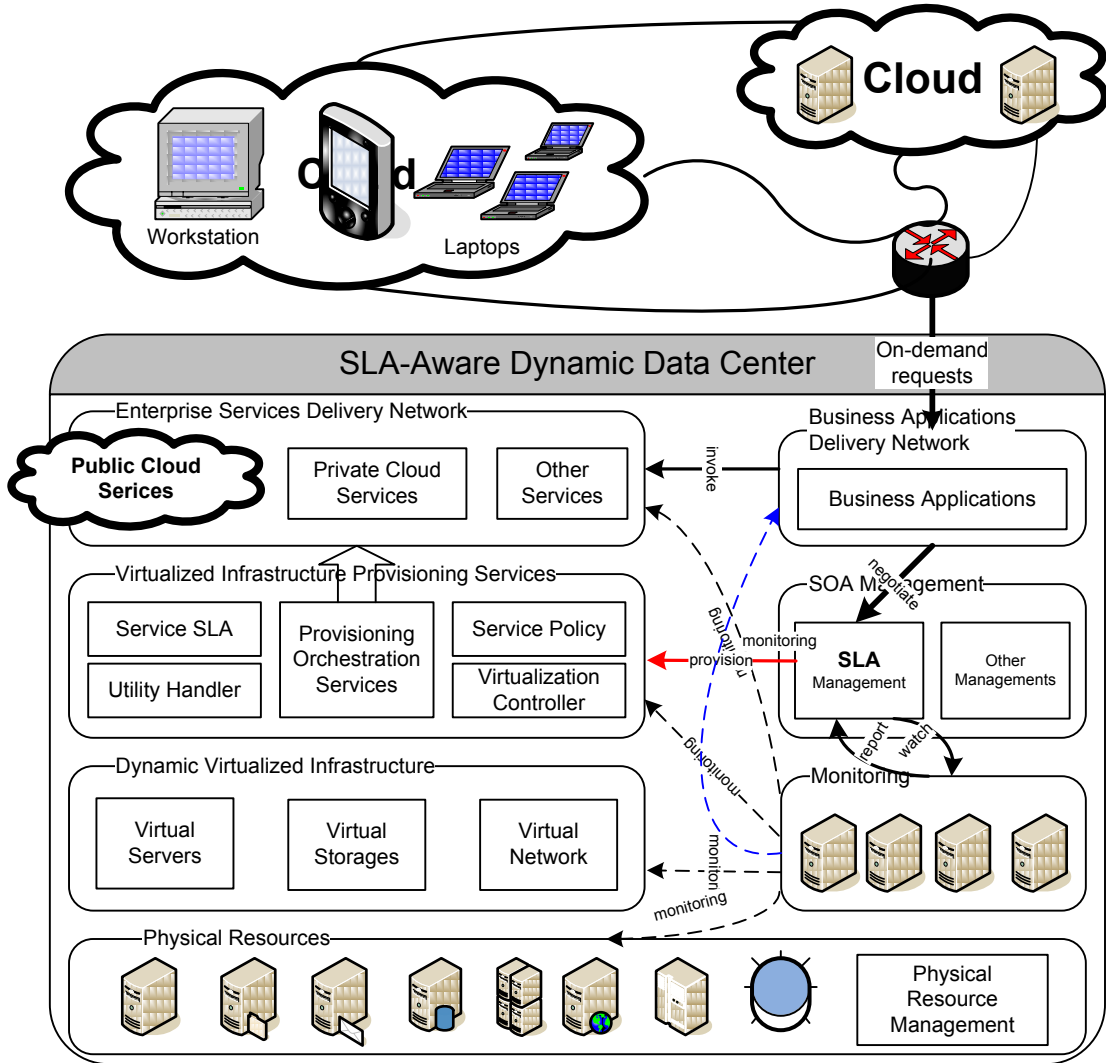 Cloud
Workstation
Laptops
On-demand
requests
SLA-Aware Dynamic Data Center
Enterprise Services Delivery Network
Business Applications
Delivery Network
Public Cloud
Serices
Private Cloud
Services
Other
Services
invoke
Business Applications
negotiate
Virtualized Infrastructure Provisioning Services
SOA Management
Service SLA
Provisioning
Orchestration
Services
Service Policy
Utility Handler
Virtualization
Controller
monitoring
monitoring
provision
SLA
Management
Other
Managements
report
watch
monitoring
Dynamic Virtualized Infrastructure
Monitoring
Virtual
Servers
Virtual
Storages
Virtual
Network
monitori
monitoring
Physical Resources
Physical
Resource
Management